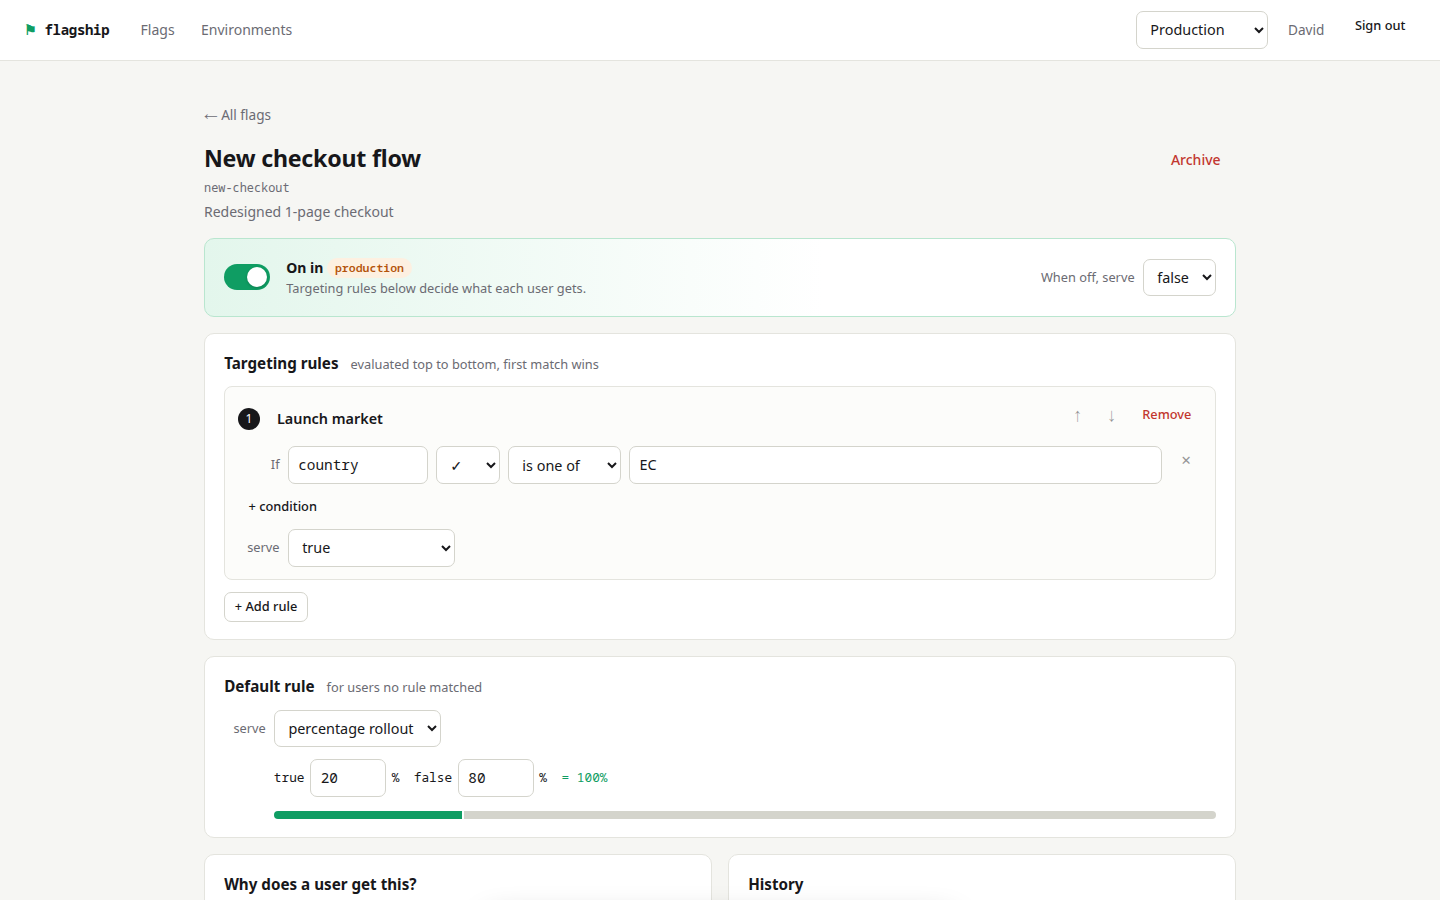 flagship Flags Environments Production David Sign out
← All flags
New checkout flow Archive
new-checkout
Redesigned 1-page checkout
On in production
Targeting rules below decide what each user gets.
When off, serve false
Targeting rules evaluated top to bottom, first match wins
1 Launch market ↑ ↓ Remove
If country ✓ is one of EC ×
+ condition
serve true
+ Add rule
Default rule for users no rule matched
serve percentage rollout
true 20 % false 80 % = 100%
Why does a user get this?
History